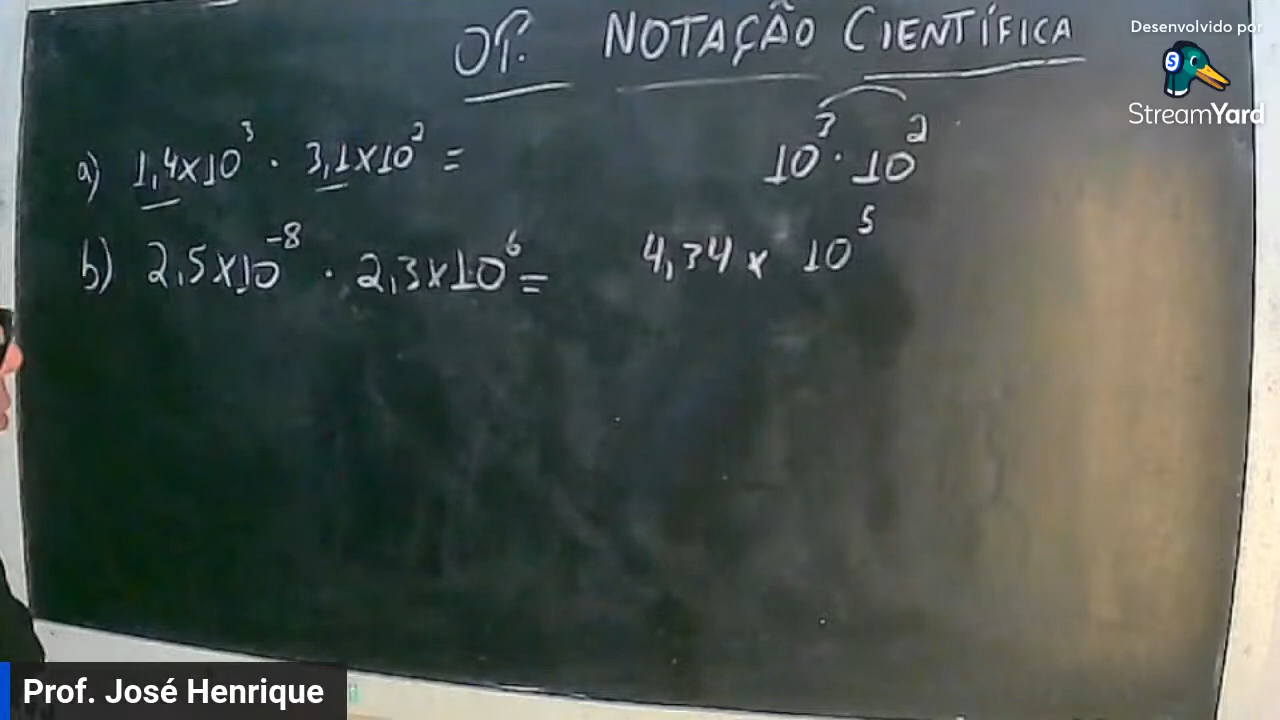 OP. NOTAÇÃO CIENTÍFICA
Desenvolvido por
StreamYard
a) 1,4x10³ · 3,1x10² =
10³ · 10²
b) 2,5x10⁻⁸ · 2,3x10⁶ =
4,34 x 10⁵
Prof. José Henrique